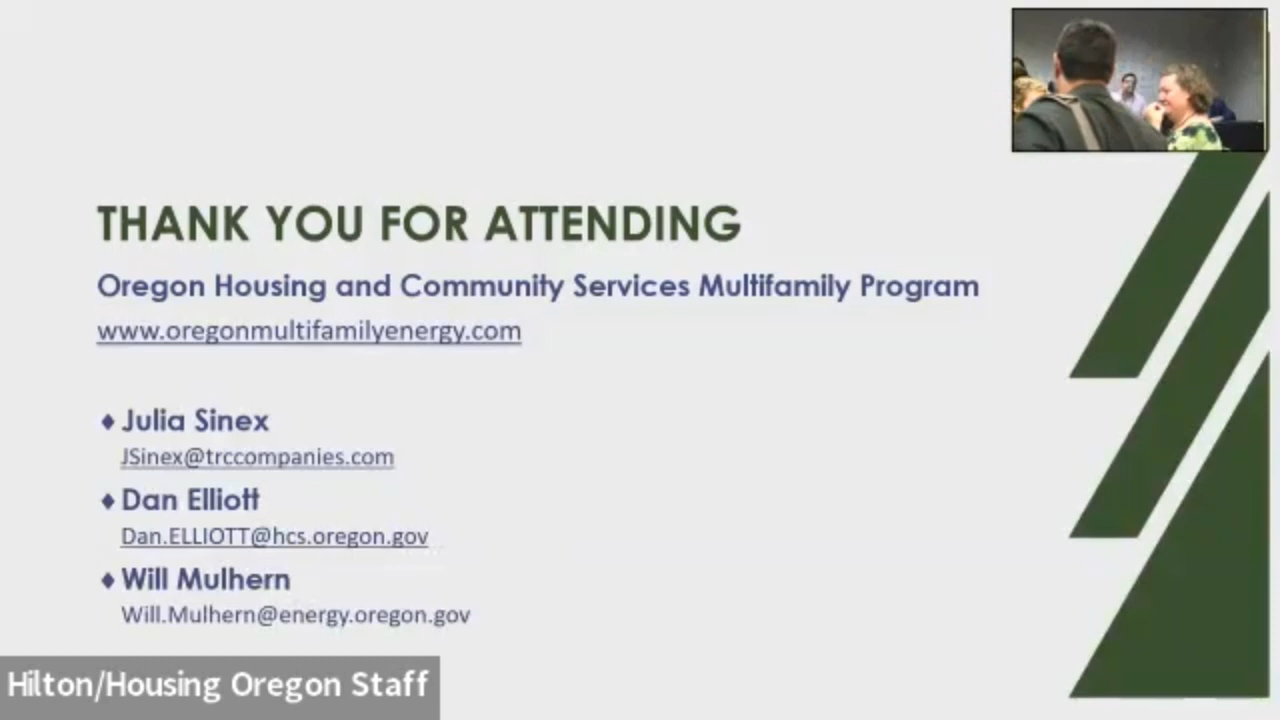 THANK YOU FOR ATTENDING
Oregon Housing and Community Services Multifamily Program
www.oregonmultifamilyenergy.com
♦ Julia Sinex
JSinex@trccompanies.com
♦ Dan Elliott
Dan.ELLIOTT@hcs.oregon.gov
♦ Will Mulhern
Will.Mulhern@energy.oregon.gov
Hilton/Housing Oregon Staff